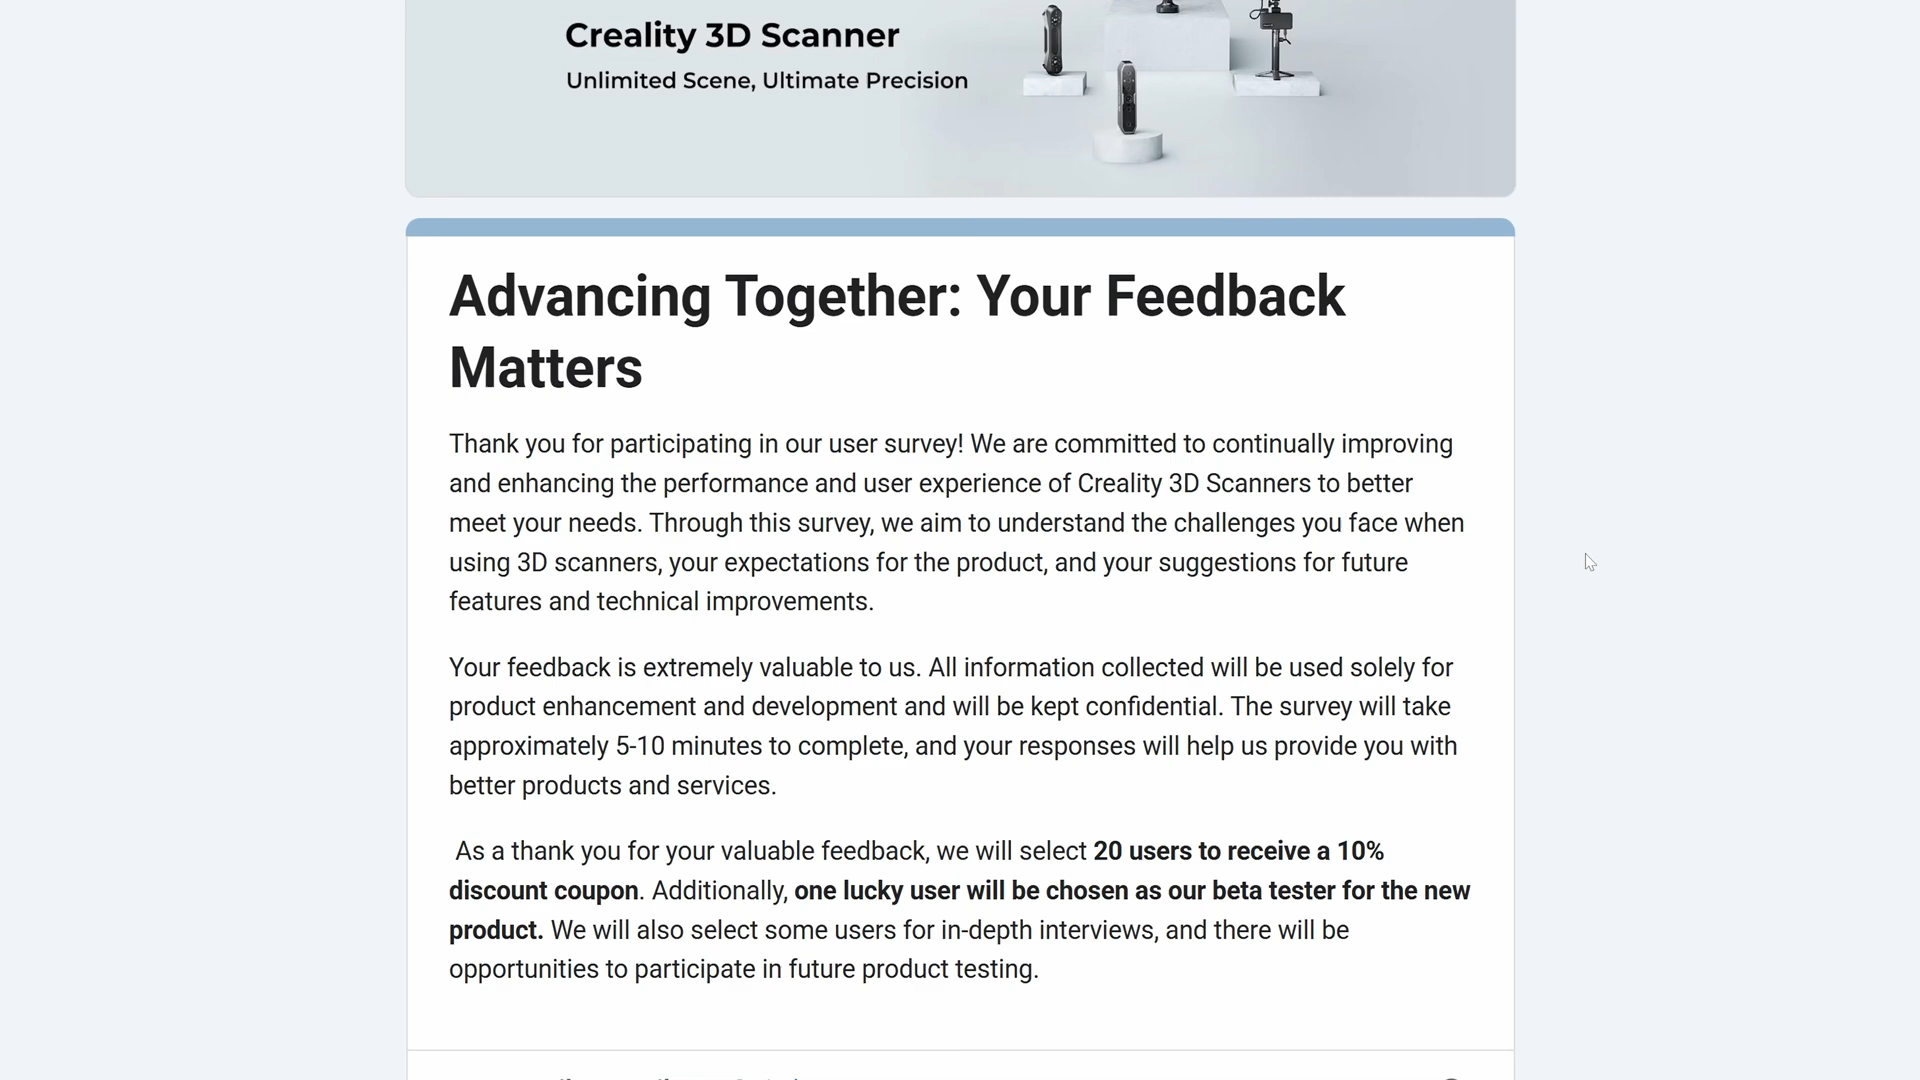 Creality 3D Scanner
Unlimited Scene, Ultimate Precision
Advancing Together: Your Feedback
Matters
Thank you for participating in our user survey! We are committed to continually improving
and enhancing the performance and user experience of Creality 3D Scanners to better
meet your needs. Through this survey, we aim to understand the challenges you face when
using 3D scanners, your expectations for the product, and your suggestions for future
features and technical improvements.
Your feedback is extremely valuable to us. All information collected will be used solely for
product enhancement and development and will be kept confidential. The survey will take
approximately 5-10 minutes to complete, and your responses will help us provide you with
better products and services.
As a thank you for your valuable feedback, we will select 20 users to receive a 10%
discount coupon. Additionally, one lucky user will be chosen as our beta tester for the new
product. We will also select some users for in-depth interviews, and there will be
opportunities to participate in future product testing.